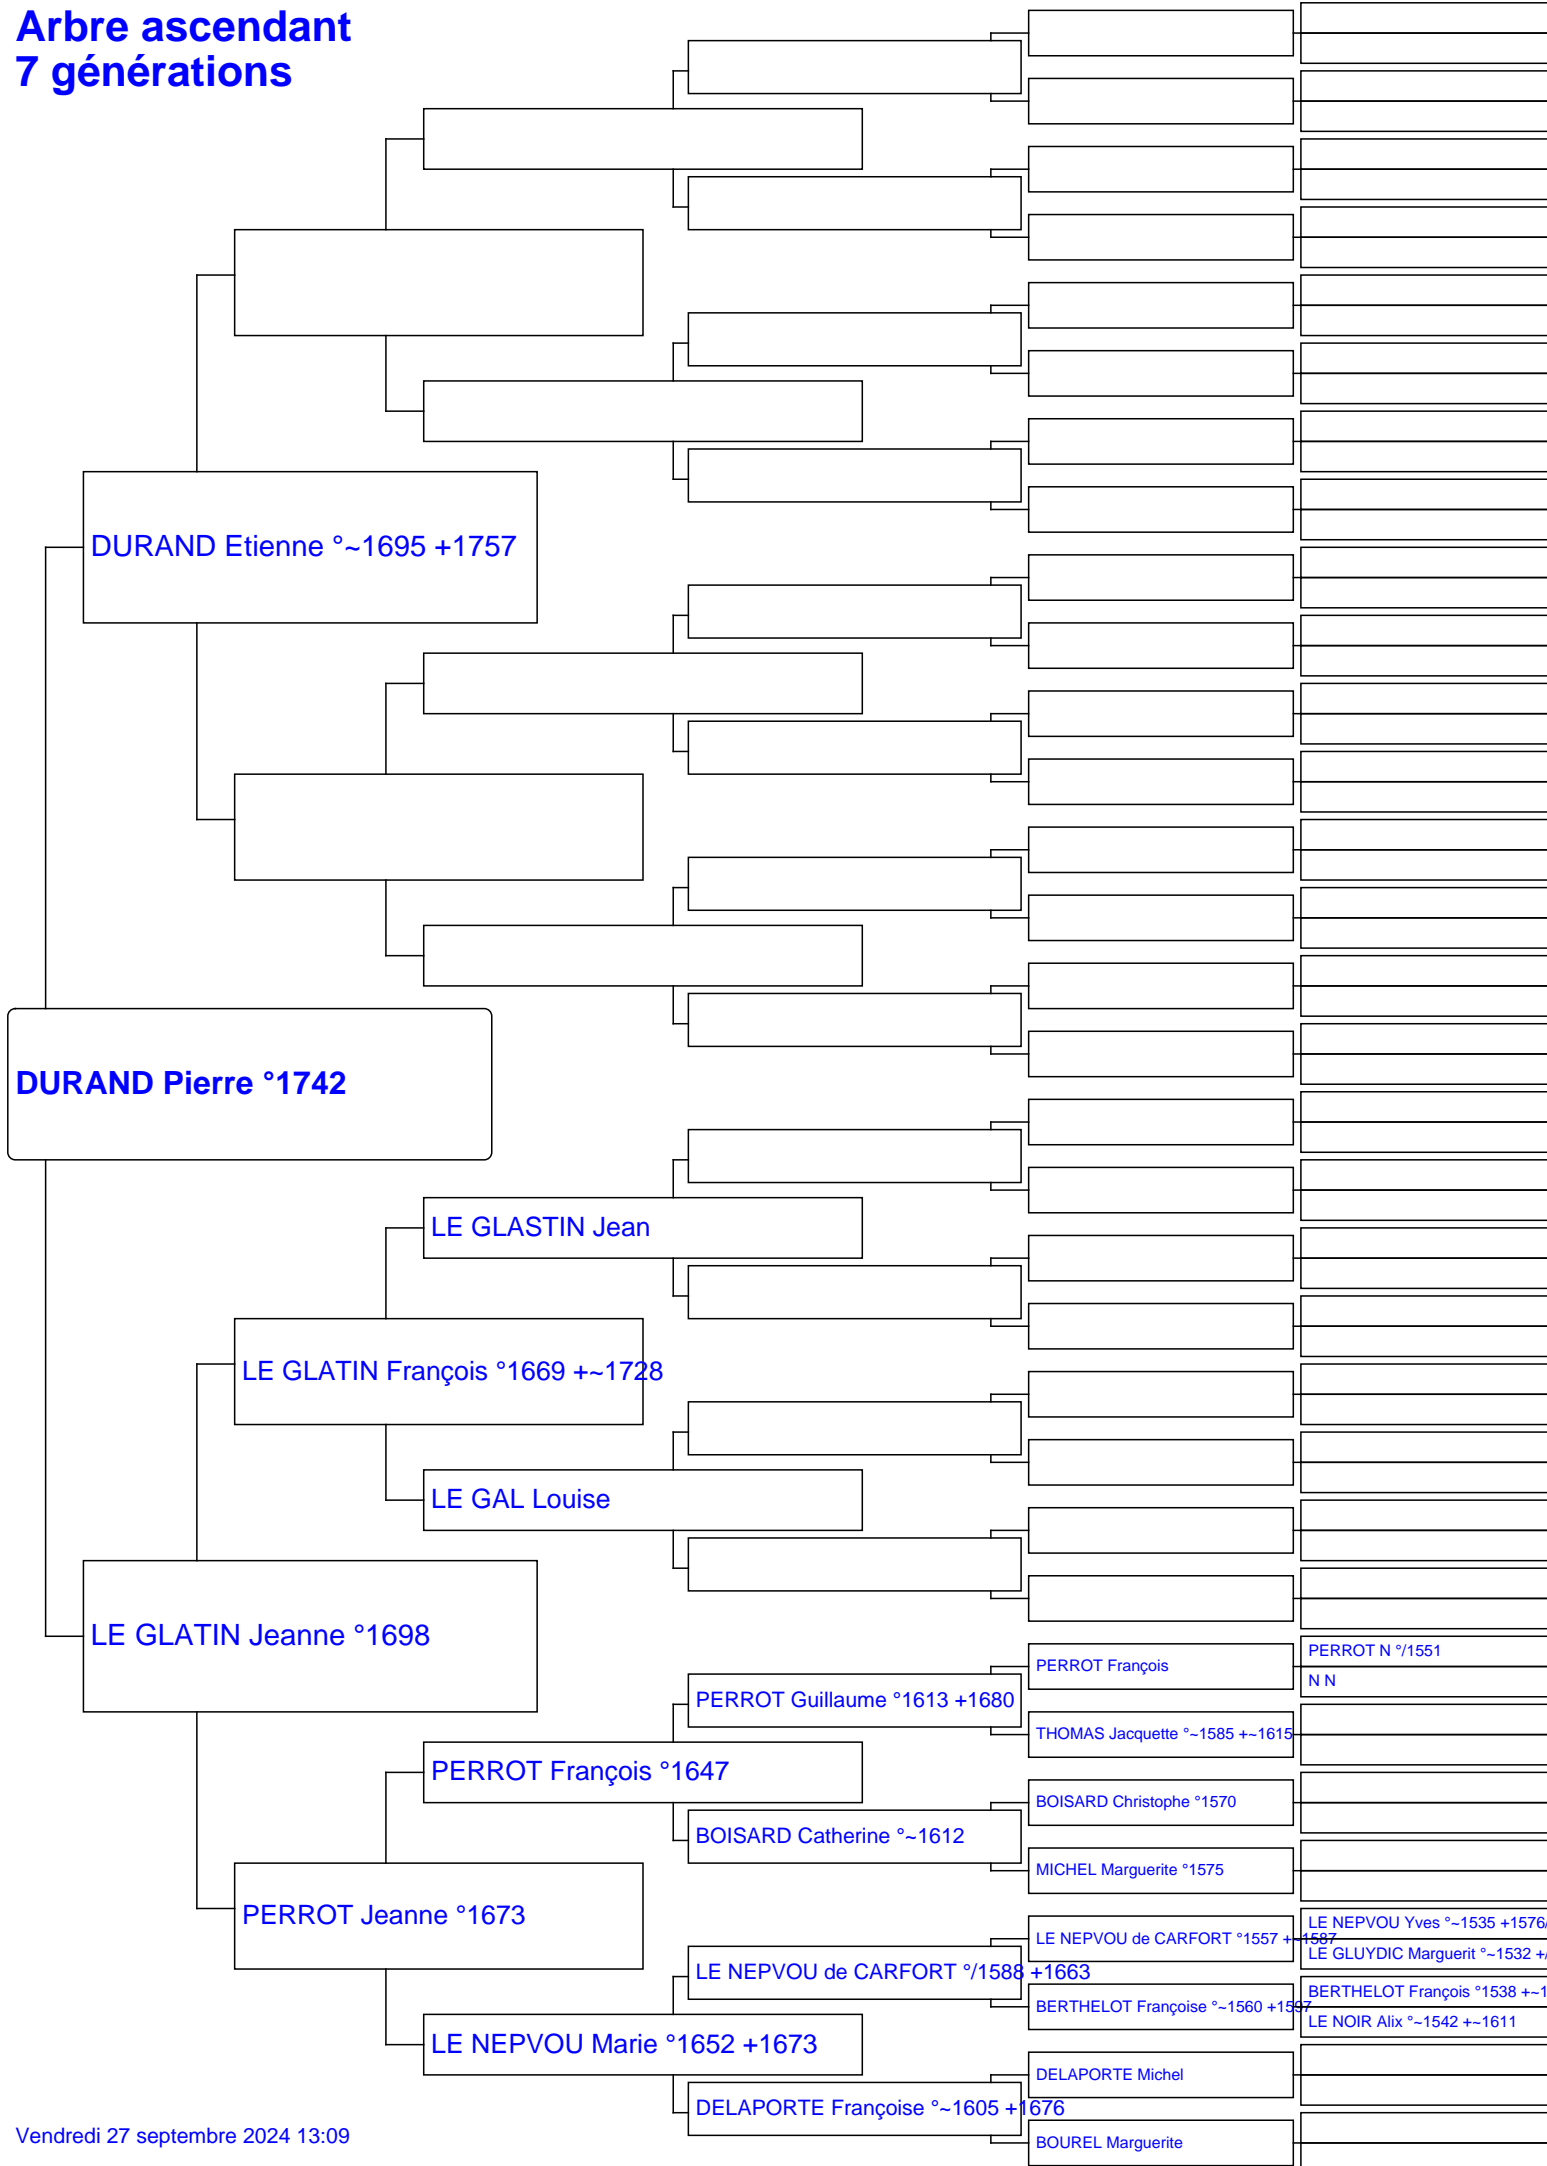 Arbre ascendant
7 générations
DURAND Etienne °~1695 +1757
DURAND Pierre °1742
LE GLASTIN Jean
LE GLATIN François °1669 +~1728
LE GAL Louise
LE GLATIN Jeanne °1698
PERROT François
PERROT N °/1551
N N
PERROT Guillaume °1613 +1680
THOMAS Jacquette °~1585 +~1615
PERROT François °1647
BOISARD Christophe °1570
BOISARD Catherine °~1612
MICHEL Marguerite °1575
PERROT Jeanne °1673
LE NEPVOU de CARFORT °1557 +~1587
LE NEPVOU Yves °~1535 +1576/
LE GLUYDIC Marguerit °~1532 +/
LE NEPVOU de CARFORT °/1588 +1663
BERTHELOT Françoise °~1560 +1597
BERTHELOT François °1538 +~1
LE NOIR Alix °~1542 +~1611
LE NEPVOU Marie °1652 +1673
DELAPORTE Michel
DELAPORTE Françoise °~1605 +1676
BOUREL Marguerite
Vendredi 27 septembre 2024 13:09